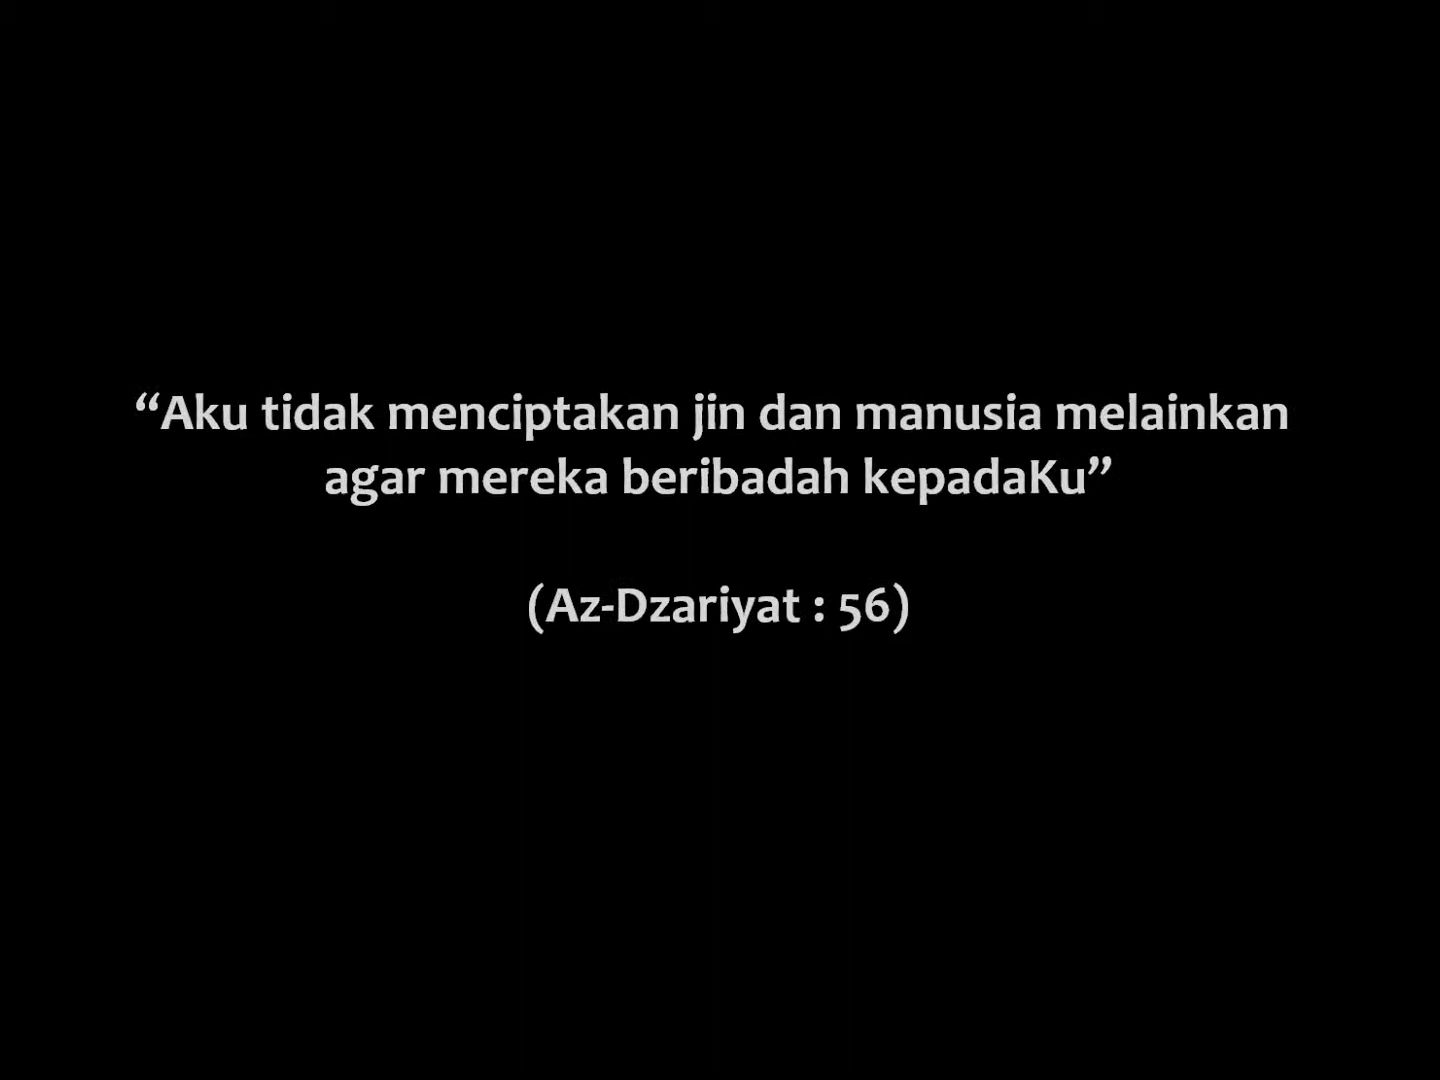 “Aku tidak menciptakan jin dan manusia melainkan
agar mereka beribadah kepadaKu”
(Az-Dzariyat : 56)